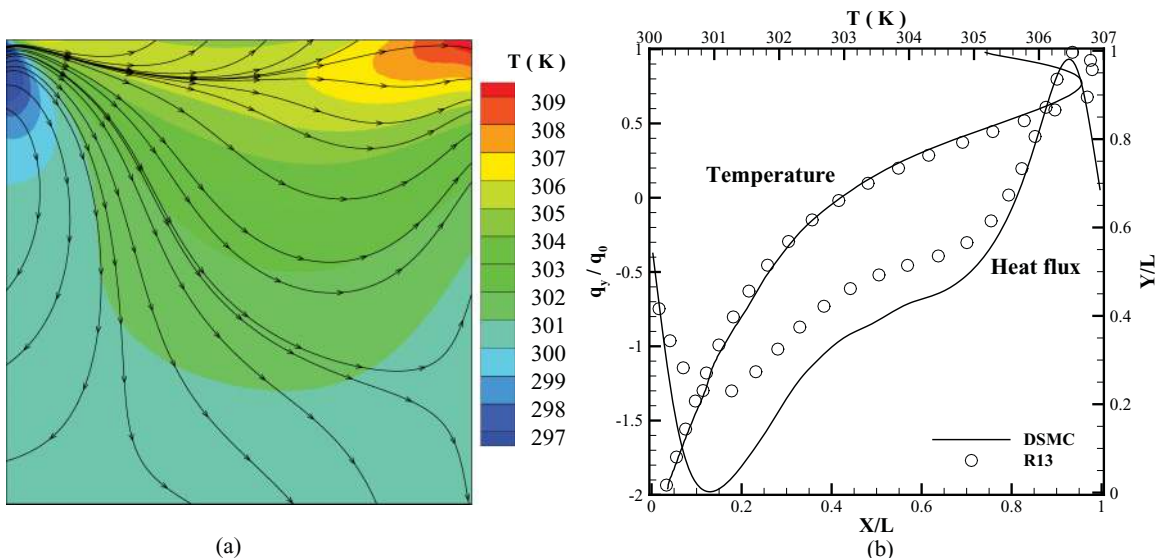 T ( K )
309
308
307
306
305
304
303
302
301
300
299
298
297
(a)
T ( K )
300 301 302 303 304 305 306 307
1
0.5
0
-0.5
-1
-1.5
-2
q_y / q_0
Temperature
Heat flux
DSMC
R13
1
0.8
0.6
0.4
0.2
0
Y/L
0 0.2 0.4 0.6 0.8 1
X/L
(b)